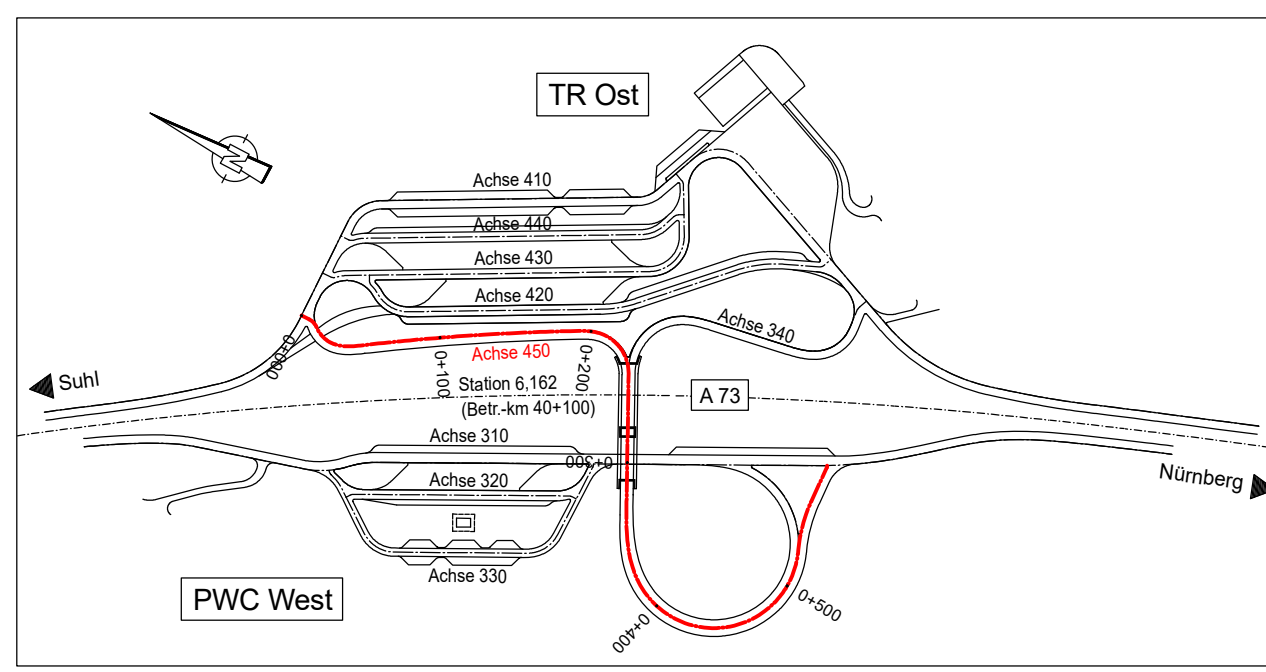 TR Ost
N
Achse 410
Achse 440
Achse 430
Achse 420
Achse 340
0+000
Achse 450
0+100
0+200
Suhl
Station 6,162
(Betr.-km 40+100)
A 73
Achse 310
0+300
Nürnberg
Achse 320
Achse 330
PWC West
0+400
0+500